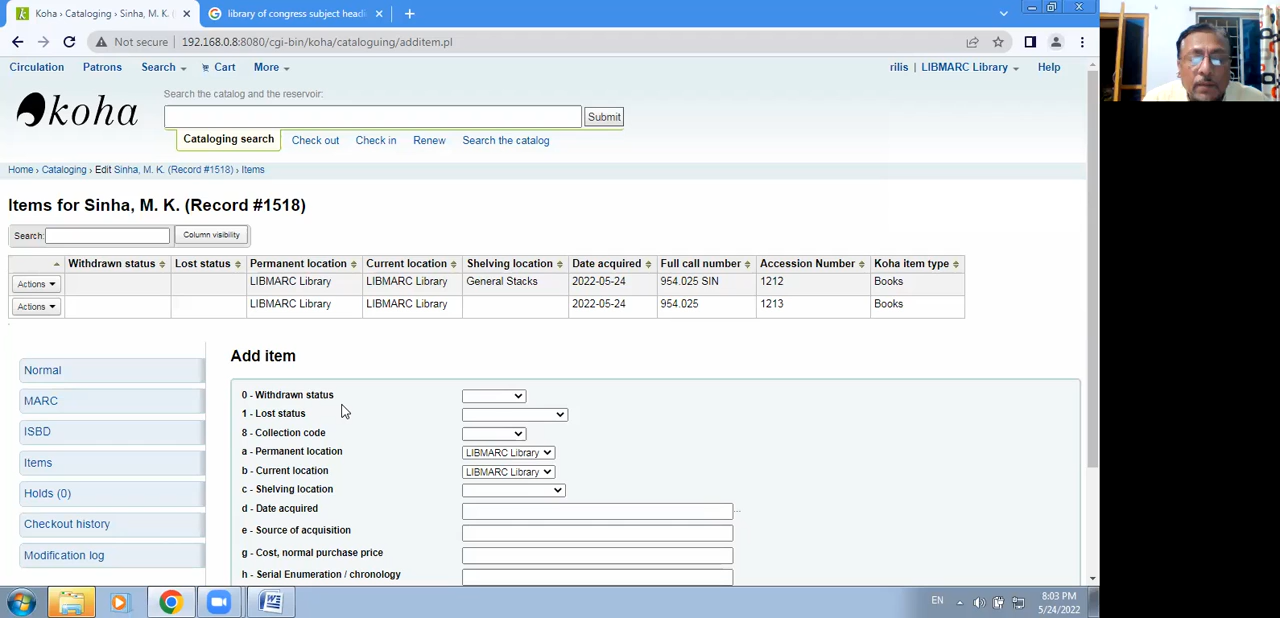 Koha › Cataloging › Sinha, M. K. (
library of congress subject headi
Not secure
192.168.0.8:8080/cgi-bin/koha/cataloguing/additem.pl
Circulation Patrons Search Cart More rilis | LIBMARC Library Help
Search the catalog and the reservoir:
koha
Submit
Cataloging search Check out Check in Renew Search the catalog
Home › Cataloging › Edit Sinha, M. K. (Record #1518) › Items
Items for Sinha, M. K. (Record #1518)
Search: Column visibility
Withdrawn status Lost status Permanent location Current location Shelving location Date acquired Full call number Accession Number Koha item type
Actions LIBMARC Library LIBMARC Library General Stacks 2022-05-24 954.025 SIN 1212 Books
Actions LIBMARC Library LIBMARC Library 2022-05-24 954.025 1213 Books
Normal
MARC
ISBD
Items
Holds (0)
Checkout history
Modification log
Add item
0 - Withdrawn status
1 - Lost status
8 - Collection code
a - Permanent location LIBMARC Library
b - Current location LIBMARC Library
c - Shelving location
d - Date acquired ...
e - Source of acquisition
g - Cost, normal purchase price
h - Serial Enumeration / chronology
EN
8:03 PM
5/24/2022